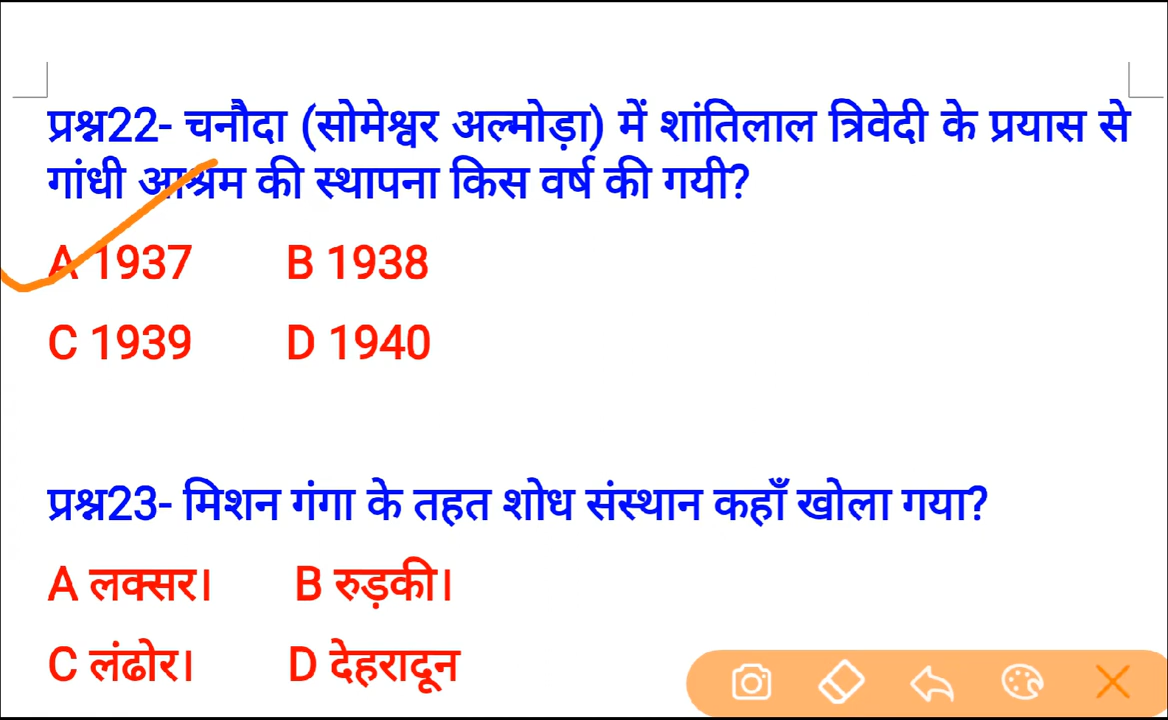 प्रश्न22- चनौदा (सोमेश्वर अल्मोड़ा) में शांतिलाल त्रिवेदी के प्रयास से
गांधी आश्रम की स्थापना किस वर्ष की गयी?
A 1937 B 1938
C 1939 D 1940
प्रश्न23- मिशन गंगा के तहत शोध संस्थान कहाँ खोला गया?
A लक्सर। B रुड़की।
C लंढोर। D देहरादून